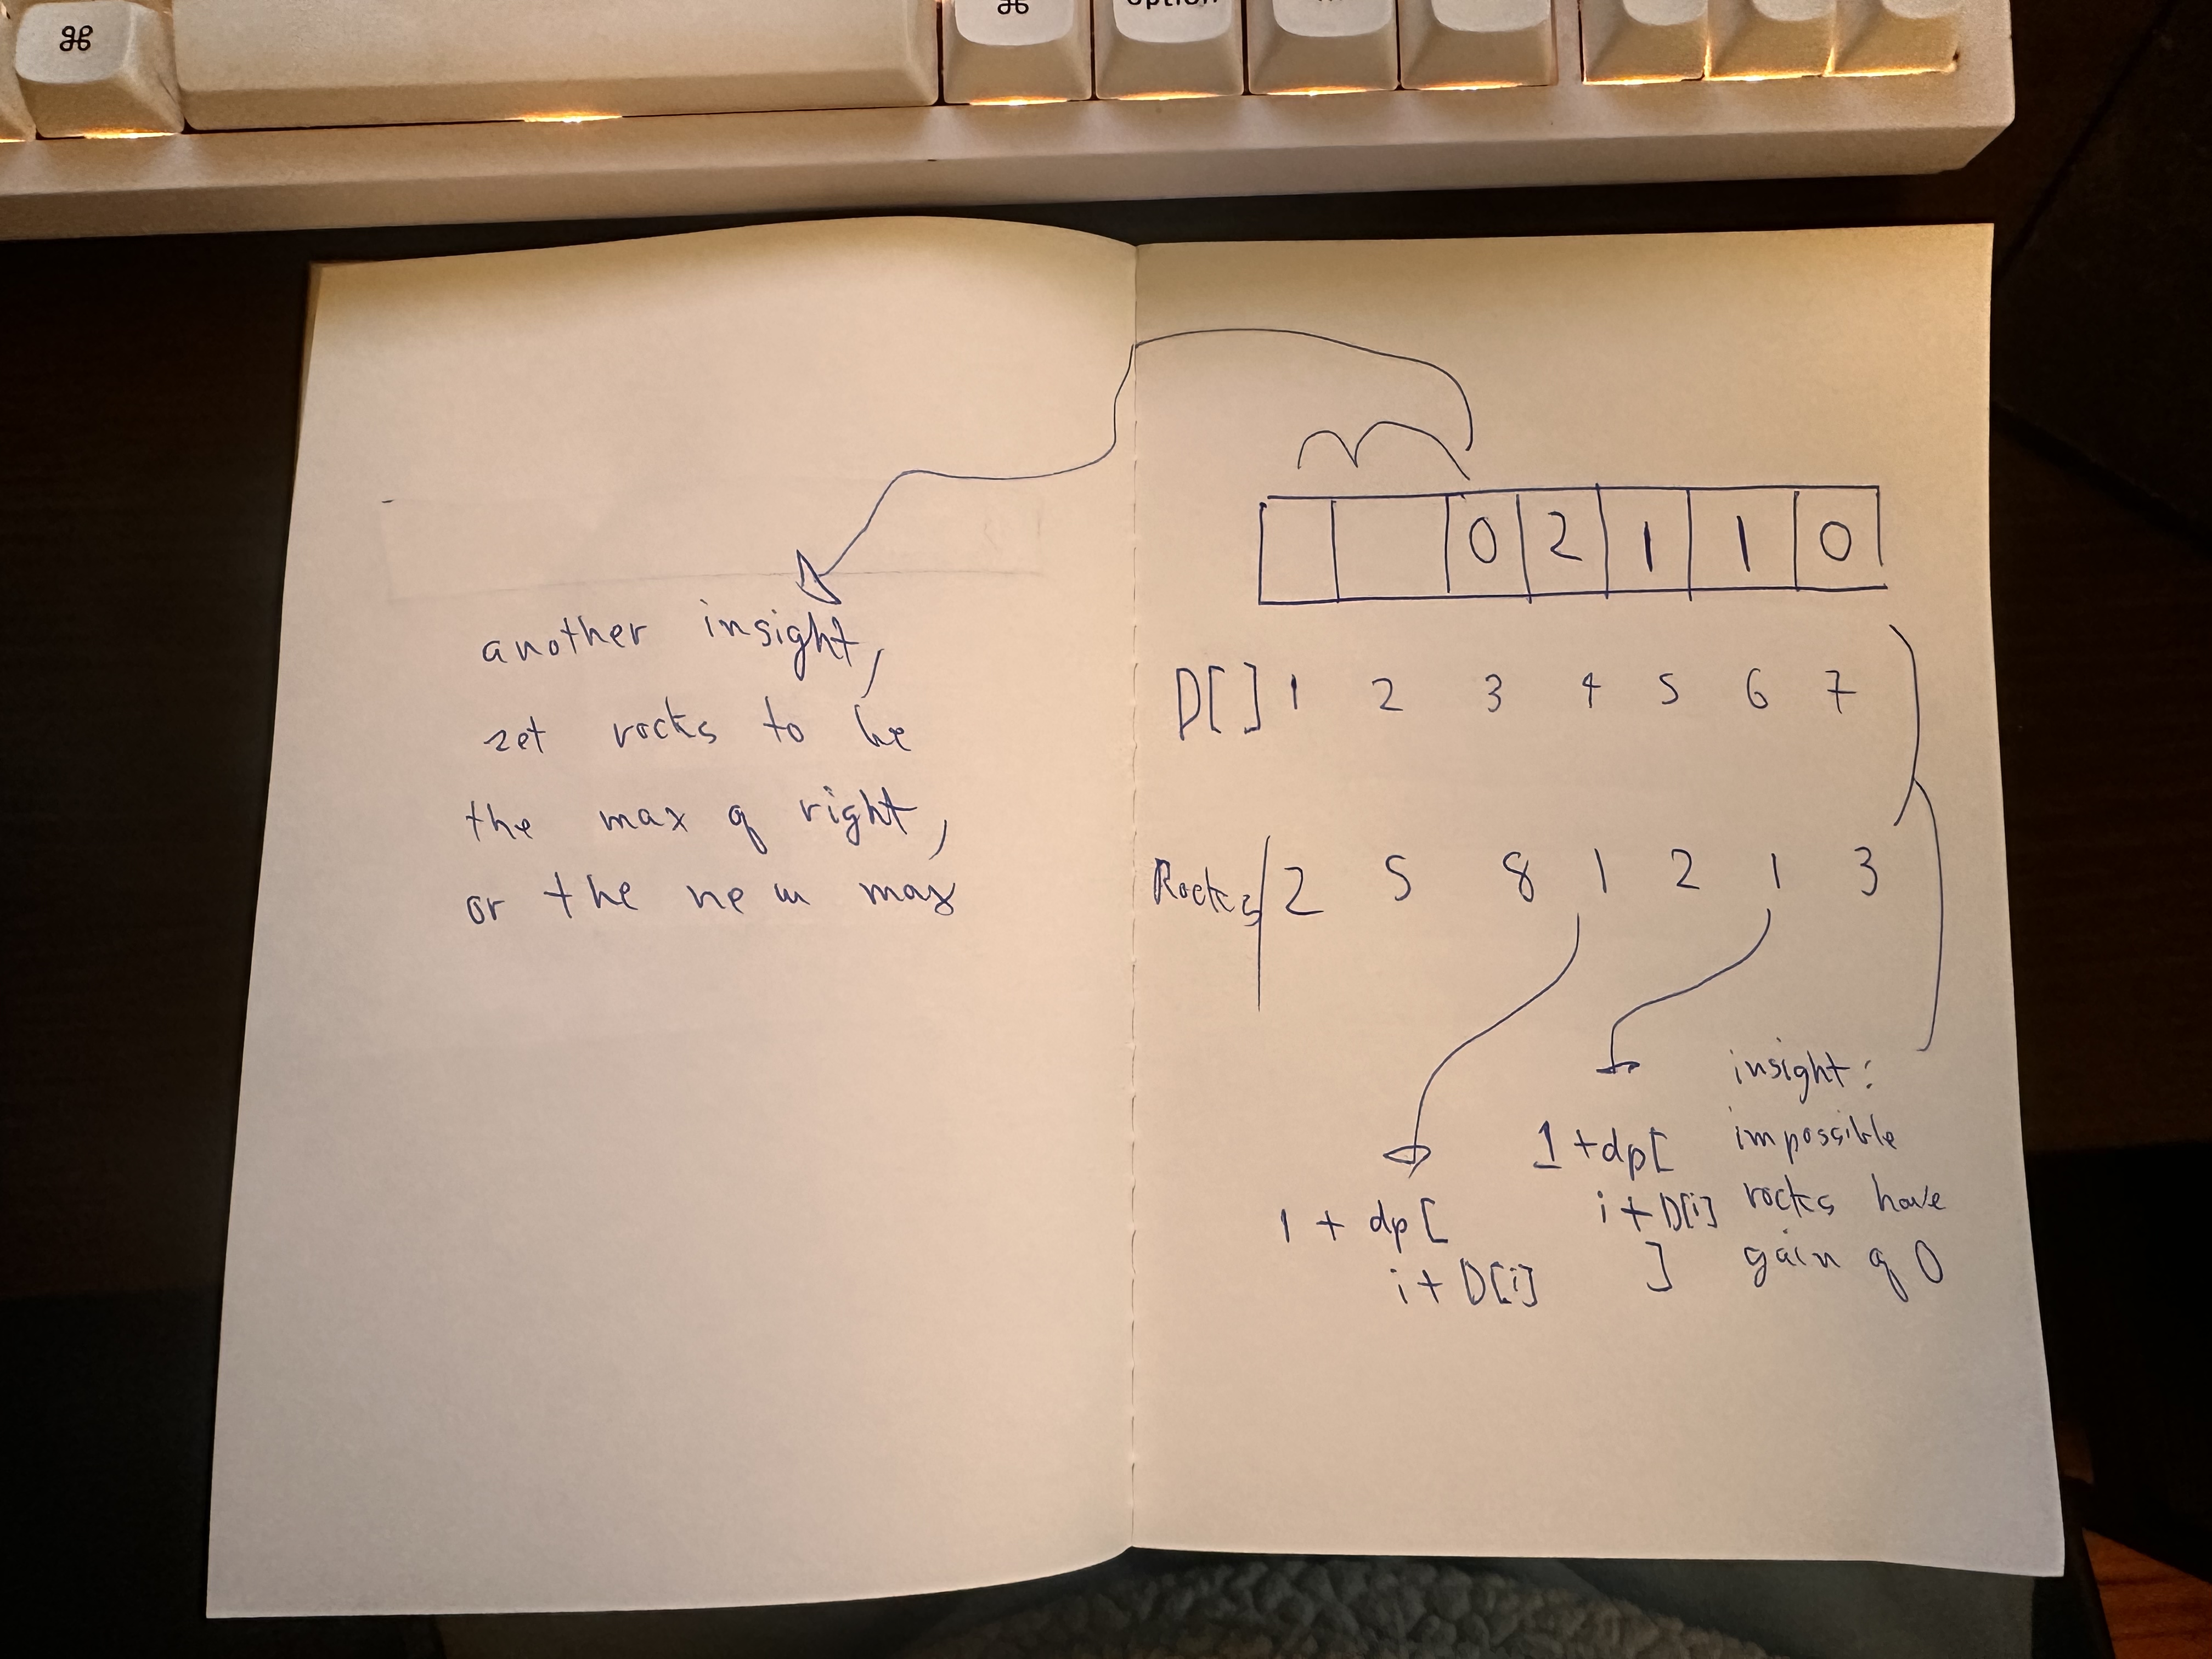 another insight,
set rocks to be
the max of right,
or the new max
0 2 1 1 0
D[ ] 1 2 3 4 5 6 7
Rocks 2 5 8 1 2 1 3
1 + dp[
i + D[i]
1 + dp[
i + D[i]
]
insight:
impossible
rocks have
gain of 0
⌘
⌘
option